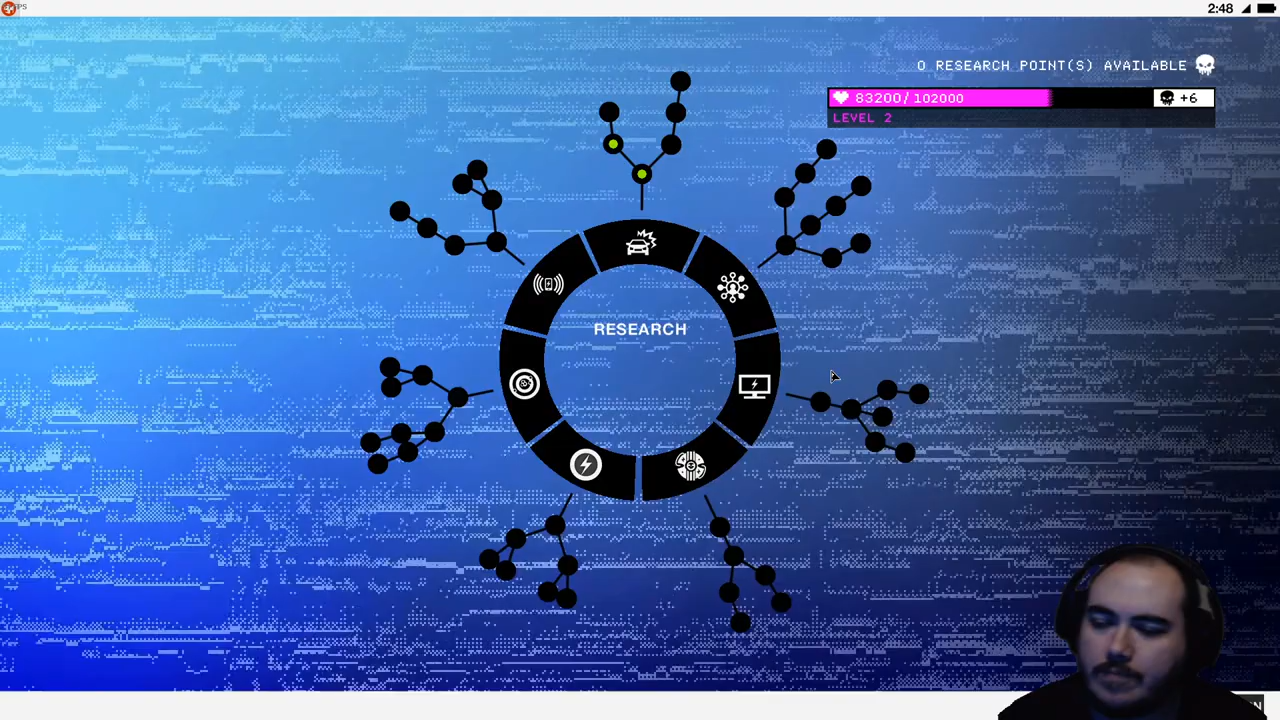 2:48
0 RESEARCH POINT(S) AVAILABLE
83200/102000
+6
LEVEL 2
RESEARCH